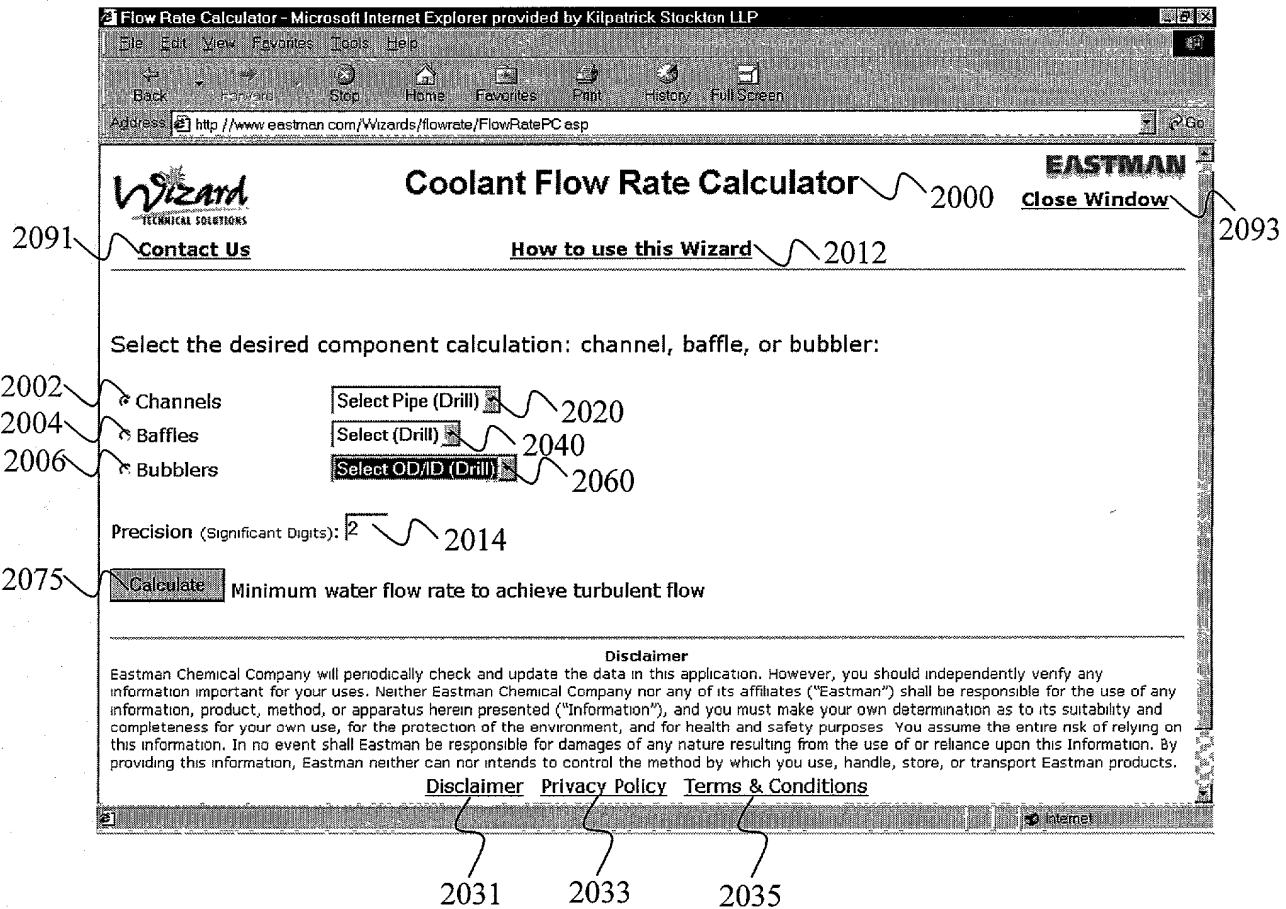 Flow Rate Calculator - Microsoft Internet Explorer provided by Kilpatrick Stockton LLP
File Edit View Favorites Tools Help
Back Forward Stop Home Favorites Print History Full Screen
Address http //www eastman com/Wizards/flowrate/FlowRatePC asp Go
Wizard
TECHNICAL SOLUTIONS
Coolant Flow Rate Calculator 2000
EASTMAN
Close Window 2093
2091 Contact Us
How to use this Wizard 2012
Select the desired component calculation: channel, baffle, or bubbler:
2002 Channels Select Pipe (Drill) 2020
2004 Baffles Select (Drill) 2040
2006 Bubblers Select OD/ID (Drill) 2060
Precision (Significant Digits): 2 2014
2075 Calculate Minimum water flow rate to achieve turbulent flow
Disclaimer
Eastman Chemical Company will periodically check and update the data in this application. However, you should independently verify any
information important for your uses. Neither Eastman Chemical Company nor any of its affiliates ("Eastman") shall be responsible for the use of any
information, product, method, or apparatus herein presented ("Information"), and you must make your own determination as to its suitability and
completeness for your own use, for the protection of the environment, and for health and safety purposes You assume the entire risk of relying on
this information. In no event shall Eastman be responsible for damages of any nature resulting from the use of or reliance upon this Information. By
providing this information, Eastman neither can nor intends to control the method by which you use, handle, store, or transport Eastman products.
Disclaimer Privacy Policy Terms & Conditions
Internet
2031 2033 2035